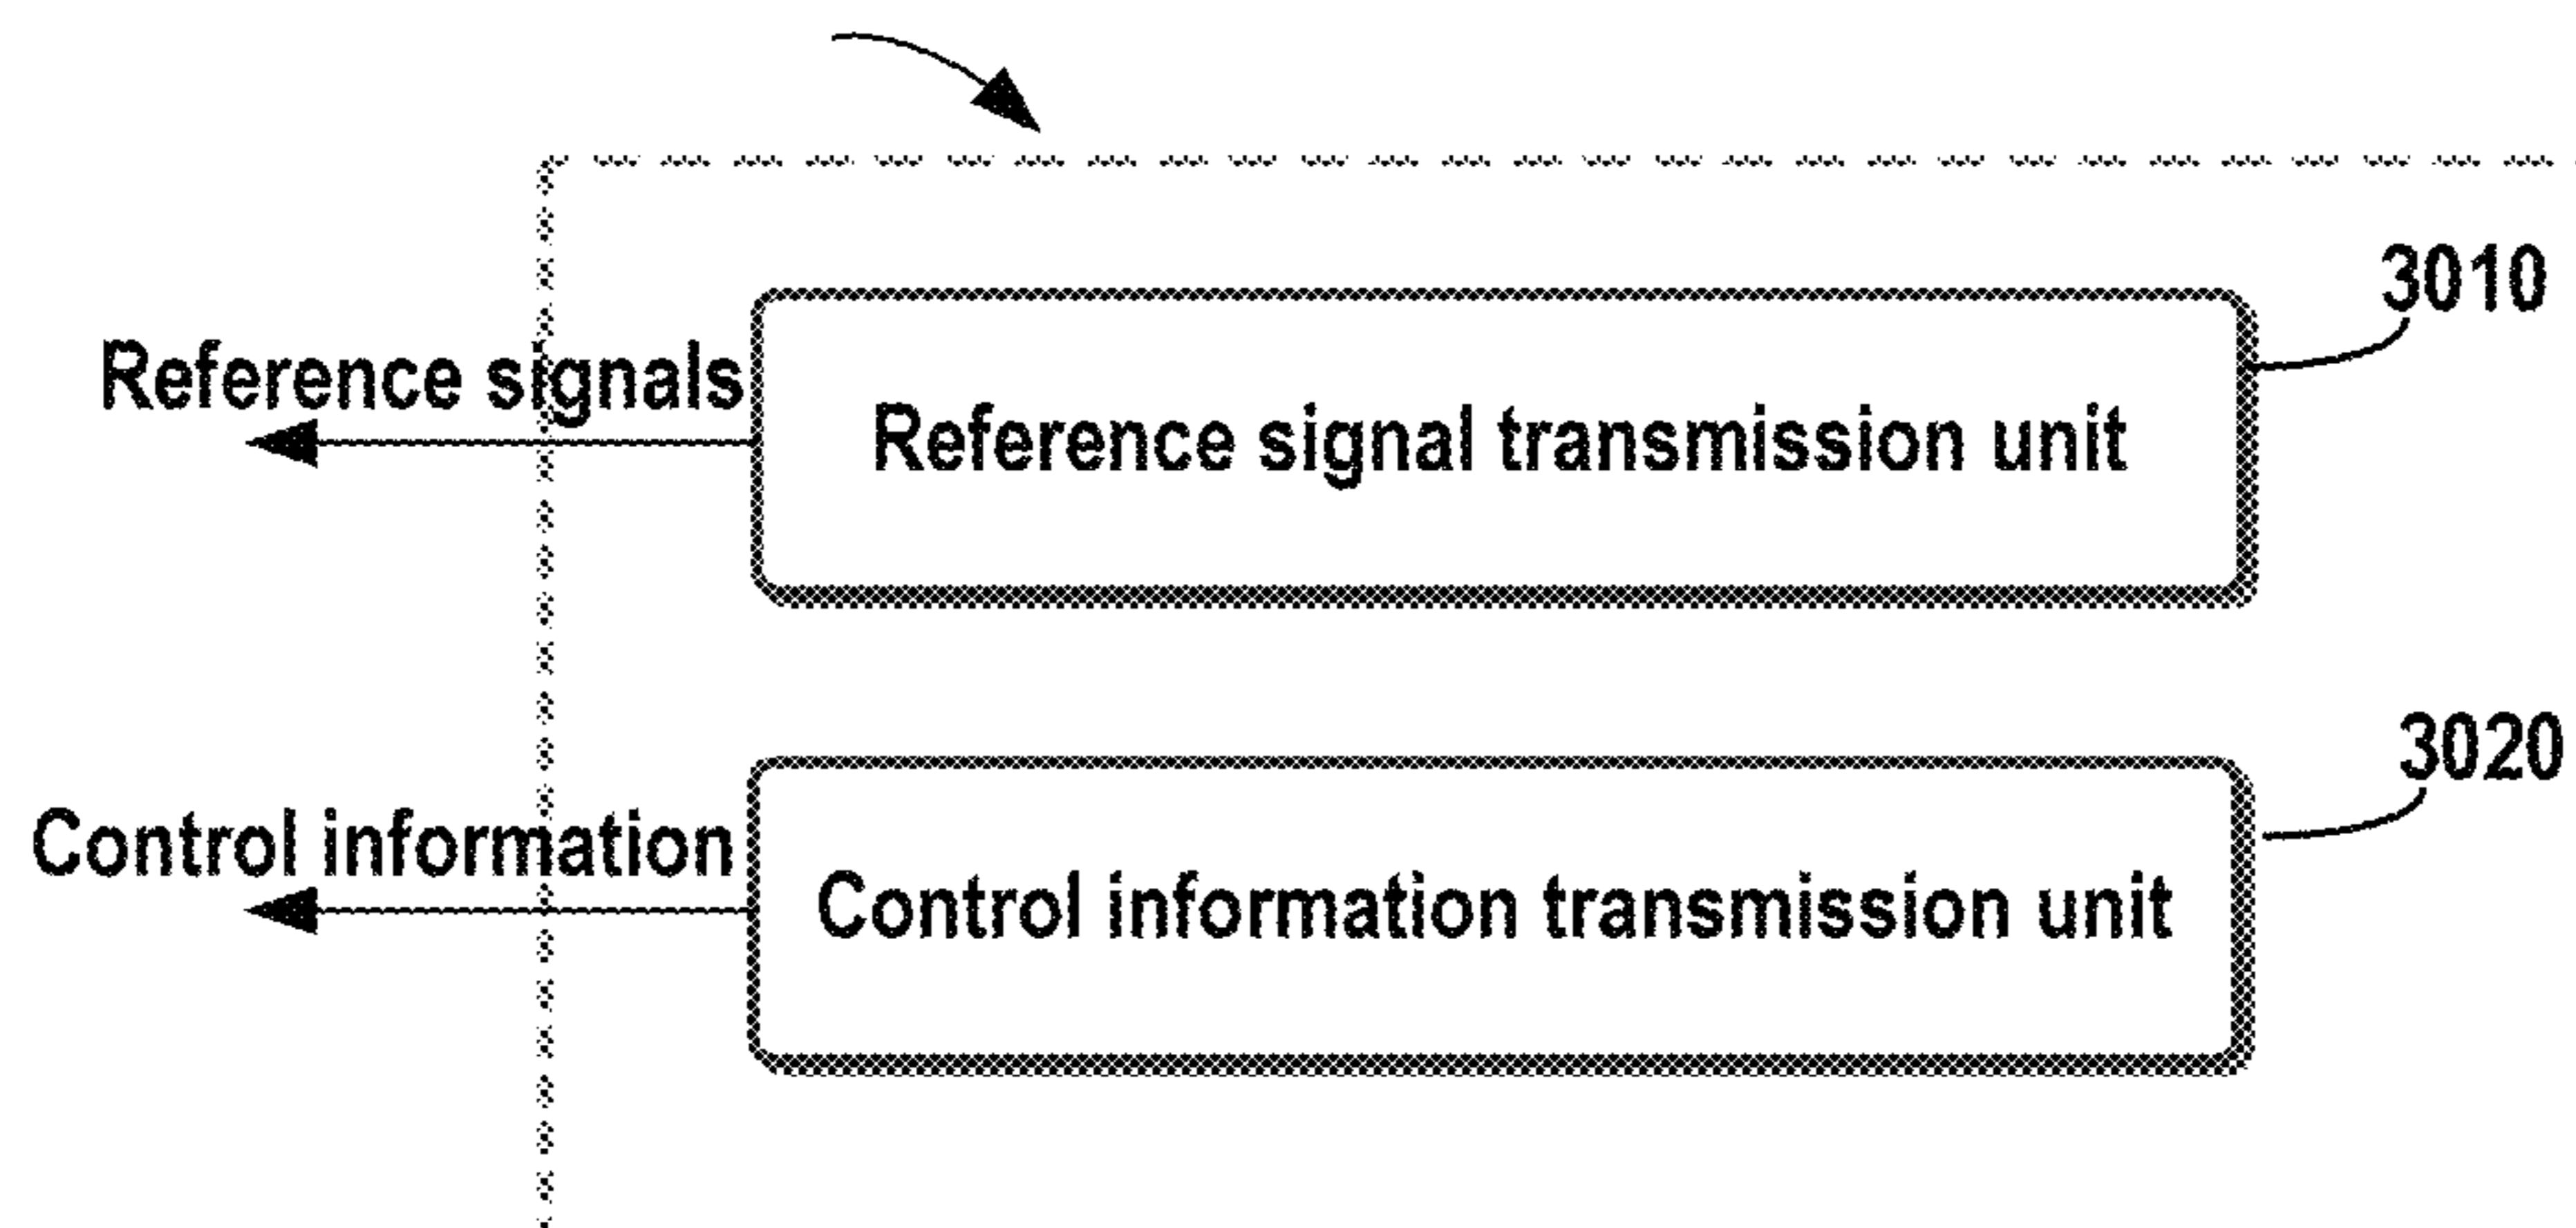 3010
Reference signals
Reference signal transmission unit
3020
Control information
Control information transmission unit